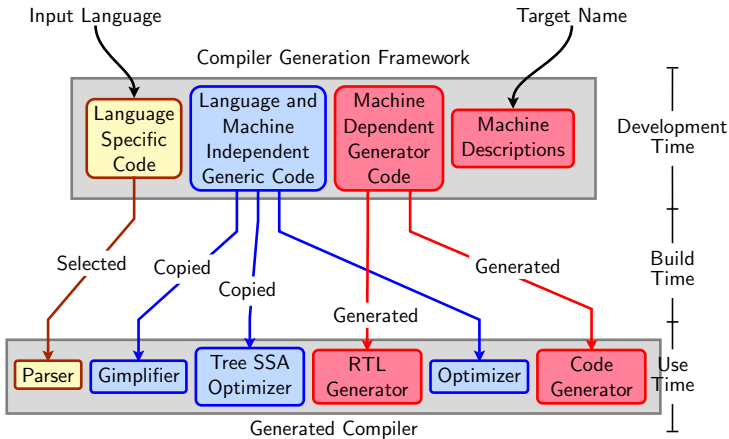 Input Language
Target Name
Compiler Generation Framework
Language
Specific
Code
Language and
Machine
Independent
Generic Code
Machine
Dependent
Generator
Code
Machine
Descriptions
Development
Time
Selected
Copied
Copied
Generated
Generated
Build
Time
Parser
Gimplifier
Tree SSA
Optimizer
RTL
Generator
Optimizer
Code
Generator
Use
Time
Generated Compiler